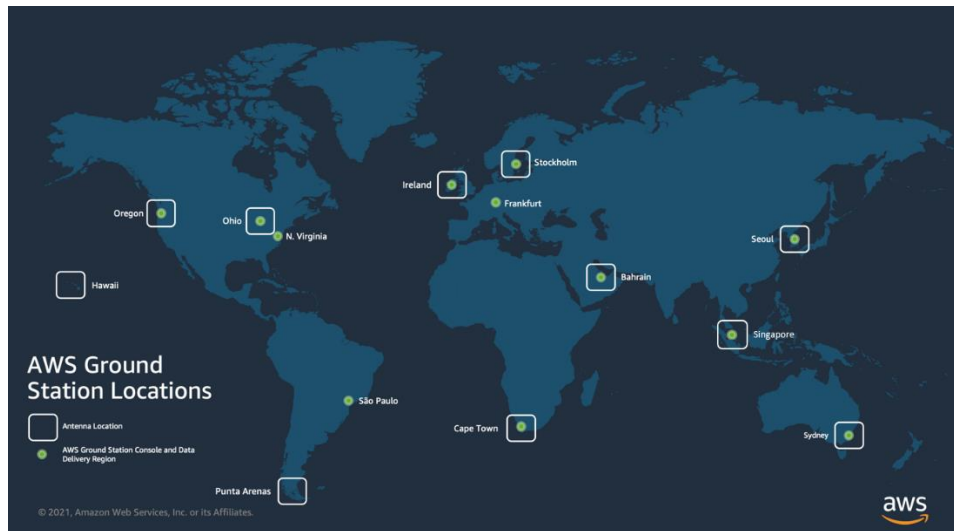 Stockholm
Ireland
Frankfurt
Oregon
Ohio
N. Virginia
Seoul
Hawaii
Bahrain
Singapore
AWS Ground
Station Locations
São Paulo
Antenna Location
Cape Town
Sydney
AWS Ground Station Console and Data
Delivery Region
Punta Arenas
© 2021, Amazon Web Services, Inc. or its Affiliates.
aws